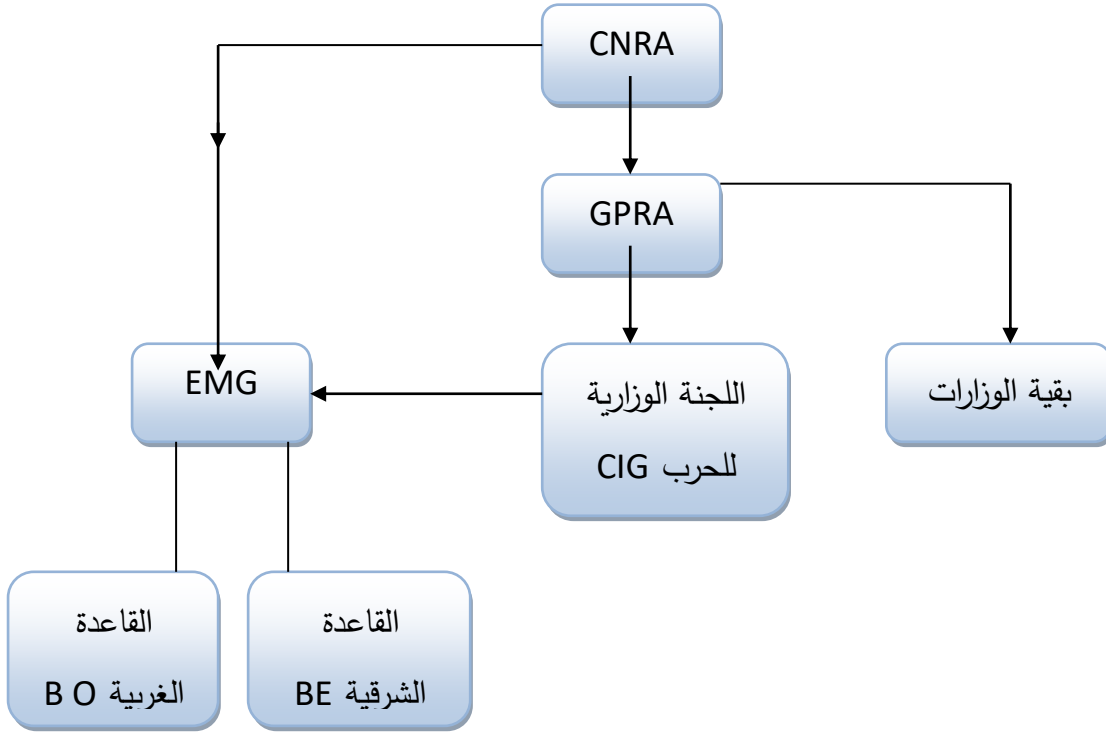 CNRA
GPRA
EMG
اللجنة الوزارية
للحرب CIG
بقية الوزارات
القاعدة
الشرقية BE
القاعدة
الغربية B O